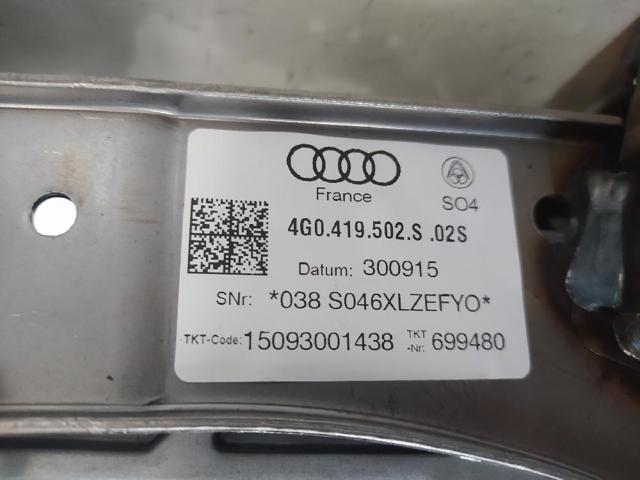 France
SO4
4G0.419.502.S .02S
Datum: 300915
SNr: *038 S046XLZEFYO*
TKT-Code: 15093001438 TKT-Nr: 699480